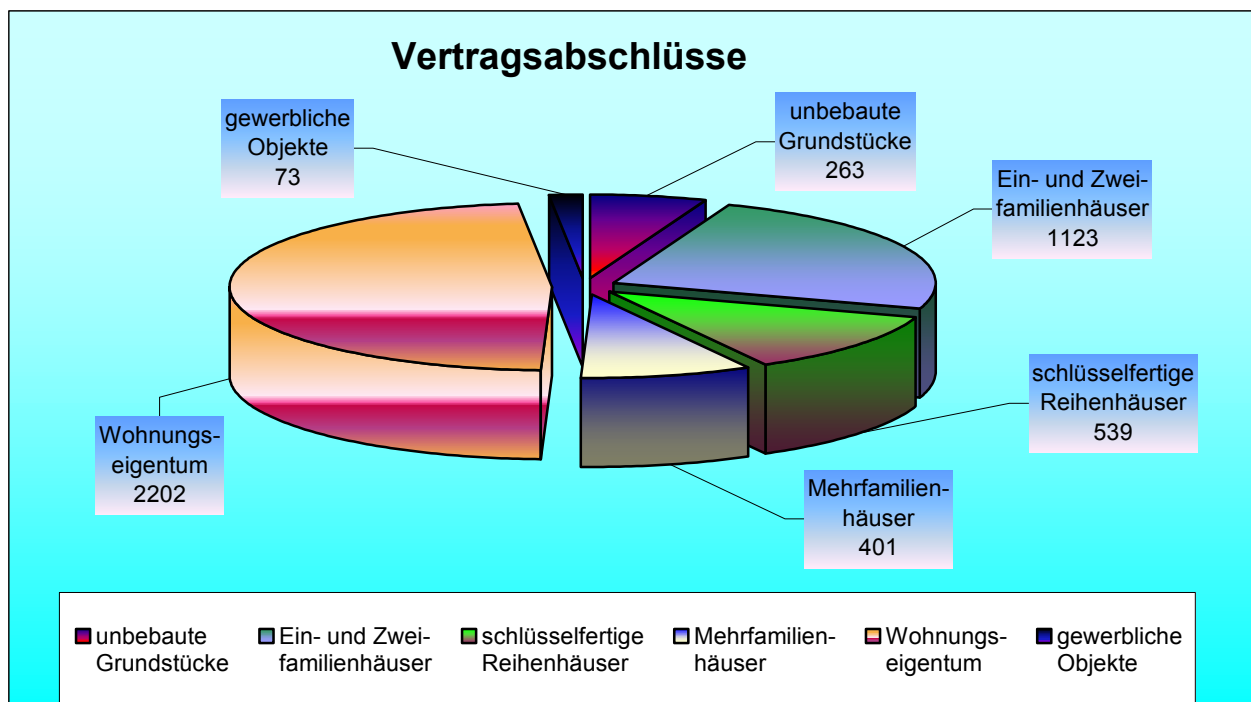 Vertragsabschlüsse
gewerbliche
Objekte
73
unbebaute
Grundstücke
263
Ein- und Zwei-
familienhäuser
1123
schlüsselfertige
Reihenhäuser
539
Mehrfamilien-
häuser
401
Wohnungs-
eigentum
2202
unbebaute
Grundstücke
Ein- und Zwei-
familienhäuser
schlüsselfertige
Reihenhäuser
Mehrfamilien-
häuser
Wohnungs-
eigentum
gewerbliche
Objekte